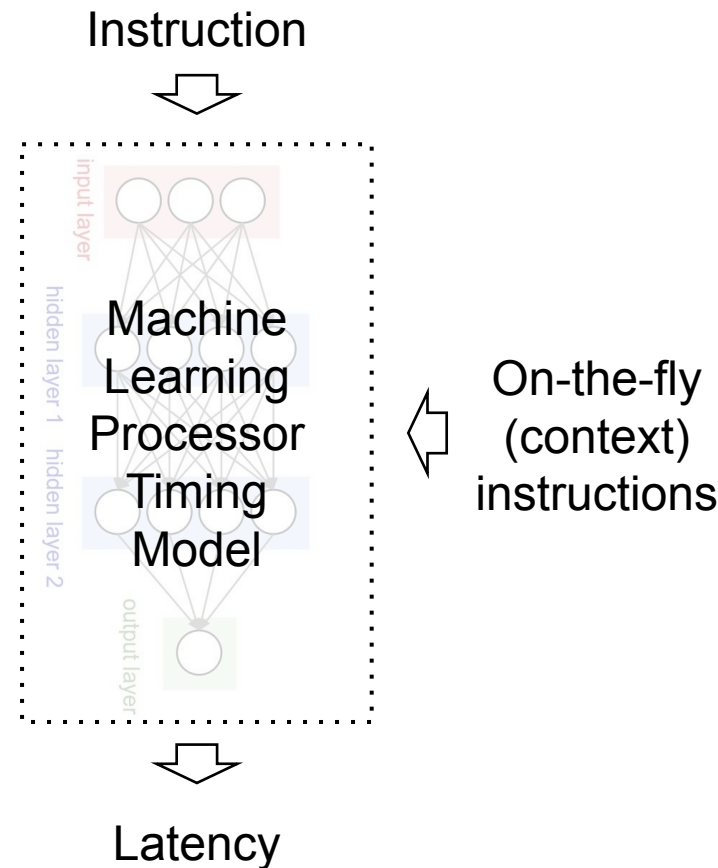 Instruction
input layer
hidden layer 1
hidden layer 2
output layer
Machine
Learning
Processor
Timing
Model
On-the-fly
(context)
instructions
Latency